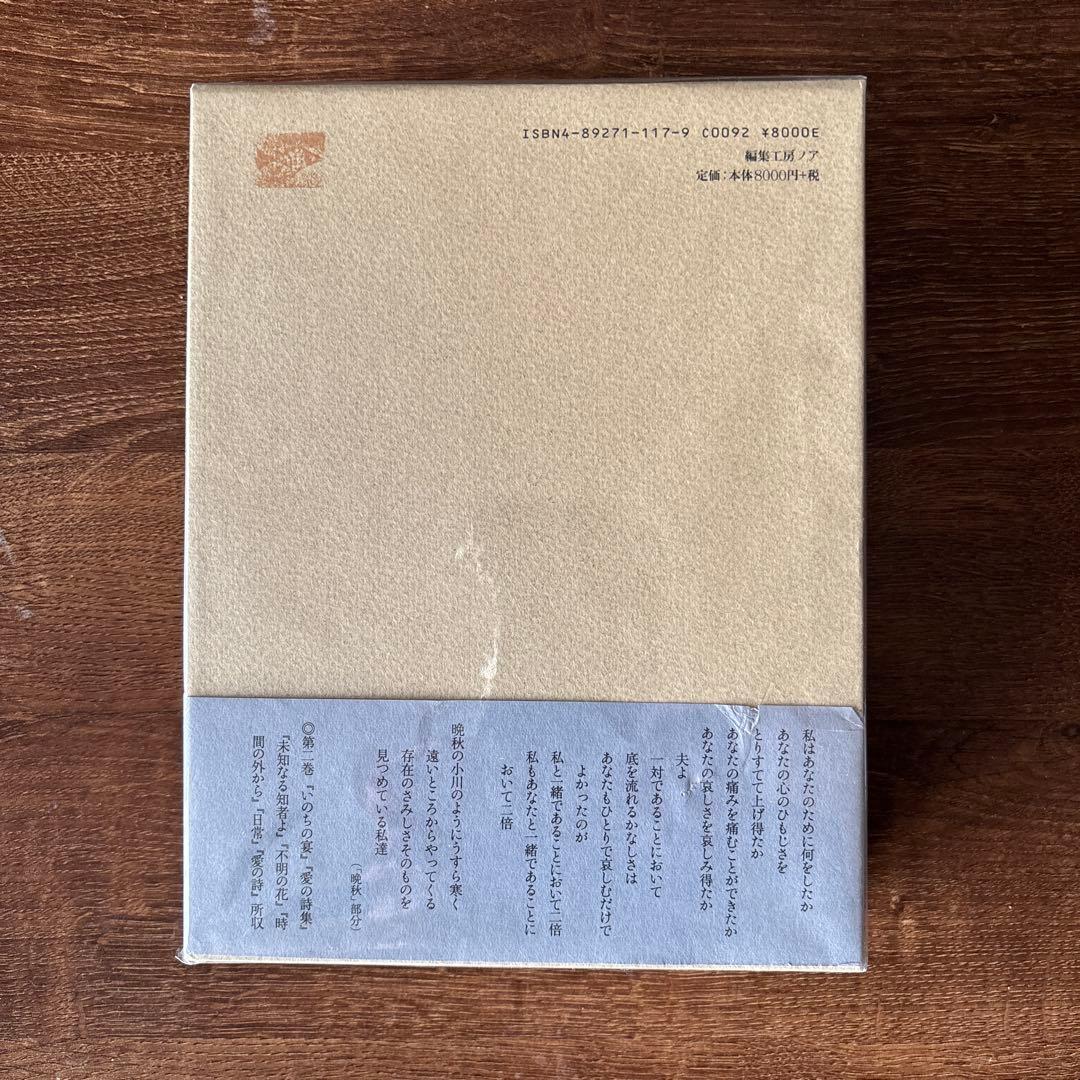 ISBN4-89271-117-9 C0092 ¥8000E
編集工房ノア
定価：本体8000円+税
私はあなたのために何をしたか
あなたの心のひもじさを
とりすてて上げ得たか
あなたの痛みを痛むことができたか
あなたの哀しさを哀しみ得たか
夫よ
一対であることにおいて
底を流れるかなしさは
あなたもひとりで哀しむだけで
よかったのが
私と一緒であることにおいて二倍
私もあなたと一緒であることに
おいて二倍
晩秋の小川のようにうすら寒く
遠いところからやってくる
存在のさみしさそのものを
見つめている私達
（「晩秋」部分）
◎第二巻『いのちの宴』『愛の詩集』
『未知なる知者よ』『不明の花』『時
間の外から』『日常』『愛の詩』所収